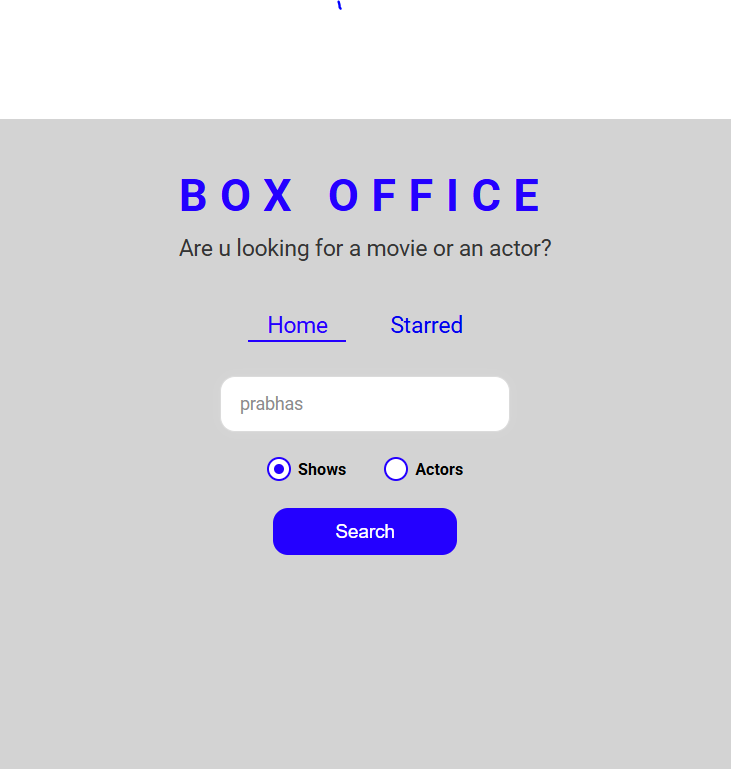 BOX OFFICE
Are u looking for a movie or an actor?
Home Starred
prabhas
Shows Actors
Search